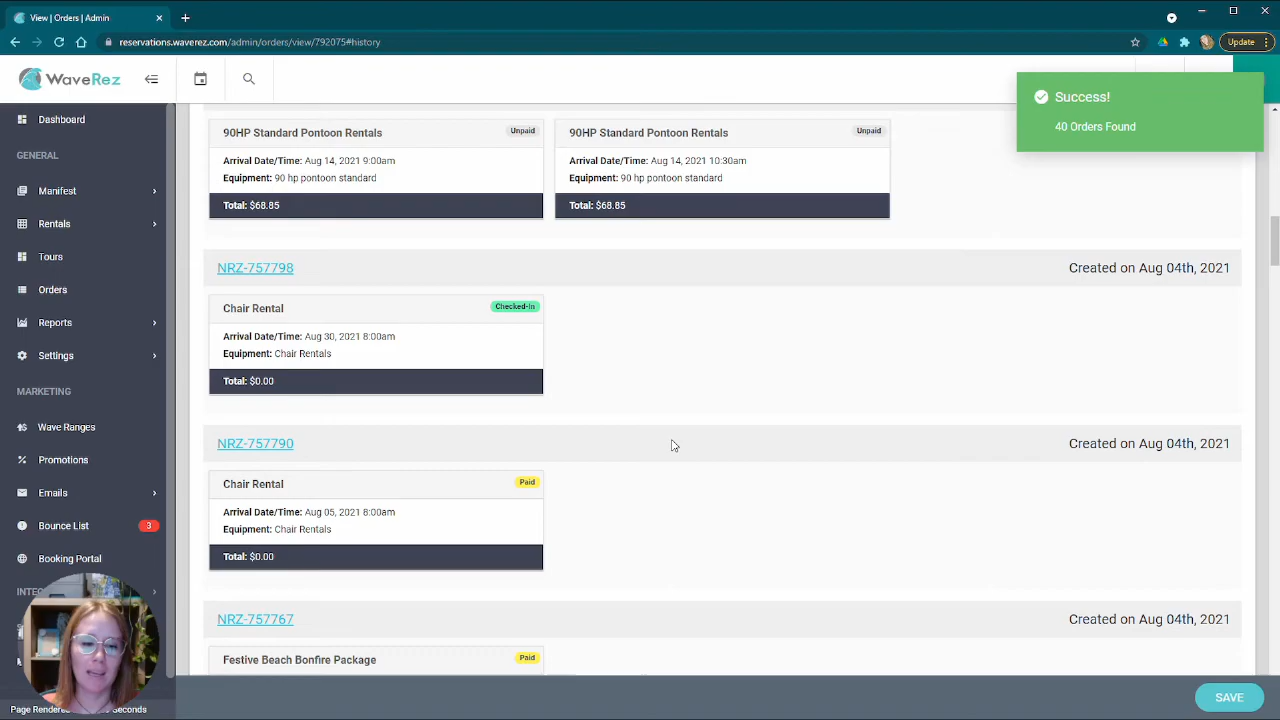 View | Orders | Admin
reservations.waverez.com/admin/orders/view/792075#history
Update
WaveRez
Success!
40 Orders Found
Dashboard
GENERAL
Manifest
Rentals
Tours
Orders
Reports
Settings
MARKETING
Wave Ranges
Promotions
Emails
Bounce List
3
Booking Portal
90HP Standard Pontoon Rentals
Unpaid
Arrival Date/Time: Aug 14, 2021 9:00am
Equipment: 90 hp pontoon standard
Total: $68.85
90HP Standard Pontoon Rentals
Unpaid
Arrival Date/Time: Aug 14, 2021 10:30am
Equipment: 90 hp pontoon standard
Total: $68.85
NRZ-757798
Created on Aug 04th, 2021
Chair Rental
Checked-In
Arrival Date/Time: Aug 30, 2021 8:00am
Equipment: Chair Rentals
Total: $0.00
NRZ-757790
Created on Aug 04th, 2021
Chair Rental
Paid
Arrival Date/Time: Aug 05, 2021 8:00am
Equipment: Chair Rentals
Total: $0.00
NRZ-757767
Created on Aug 04th, 2021
Festive Beach Bonfire Package
Paid
SAVE